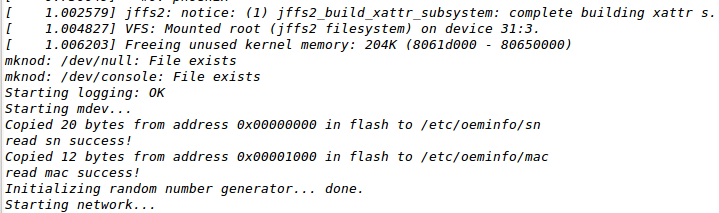 [    1.002579] jffs2: notice: (1) jffs2_build_xattr_subsystem: complete building xattr s.
[    1.004827] VFS: Mounted root (jffs2 filesystem) on device 31:3.
[    1.006203] Freeing unused kernel memory: 204K (8061d000 - 80650000)
mknod: /dev/null: File exists
mknod: /dev/console: File exists
Starting logging: OK
Starting mdev...
Copied 20 bytes from address 0x00000000 in flash to /etc/oeminfo/sn
read sn success!
Copied 12 bytes from address 0x00001000 in flash to /etc/oeminfo/mac
read mac success!
Initializing random number generator... done.
Starting network...